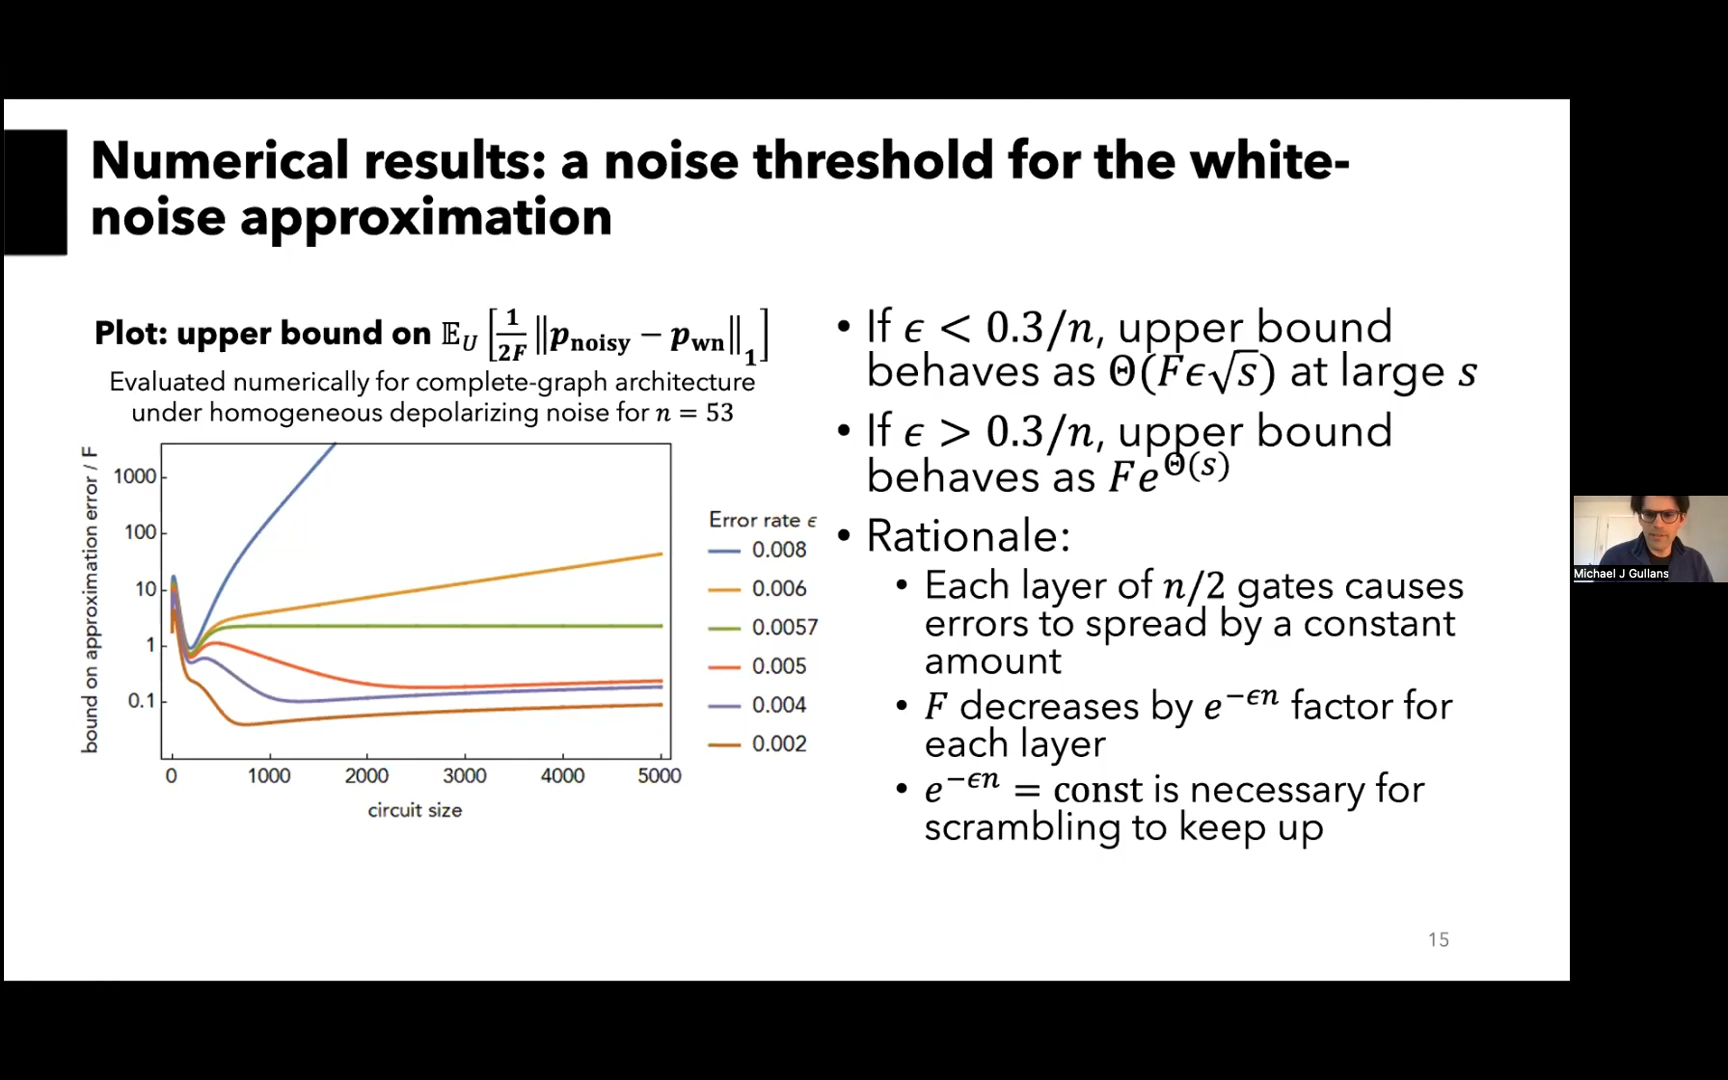 Numerical results: a noise threshold for the white-
noise approximation
Plot: upper bound on 𝔼_U [1/2F ‖p_noisy − p_wn‖_1]
Evaluated numerically for complete-graph architecture
under homogeneous depolarizing noise for n = 53
bound on approximation error / F
1000
100
10
1
0.1
0
1000
2000
3000
4000
5000
circuit size
Error rate ϵ
0.008
0.006
0.0057
0.005
0.004
0.002
• If ϵ < 0.3/n, upper bound
behaves as Θ(Fϵ√s) at large s
• If ϵ > 0.3/n, upper bound
behaves as Fe^Θ(s)
• Rationale:
• Each layer of n/2 gates causes
errors to spread by a constant
amount
• F decreases by e^−ϵn factor for
each layer
• e^−ϵn = const is necessary for
scrambling to keep up
15
Michael J Gullans